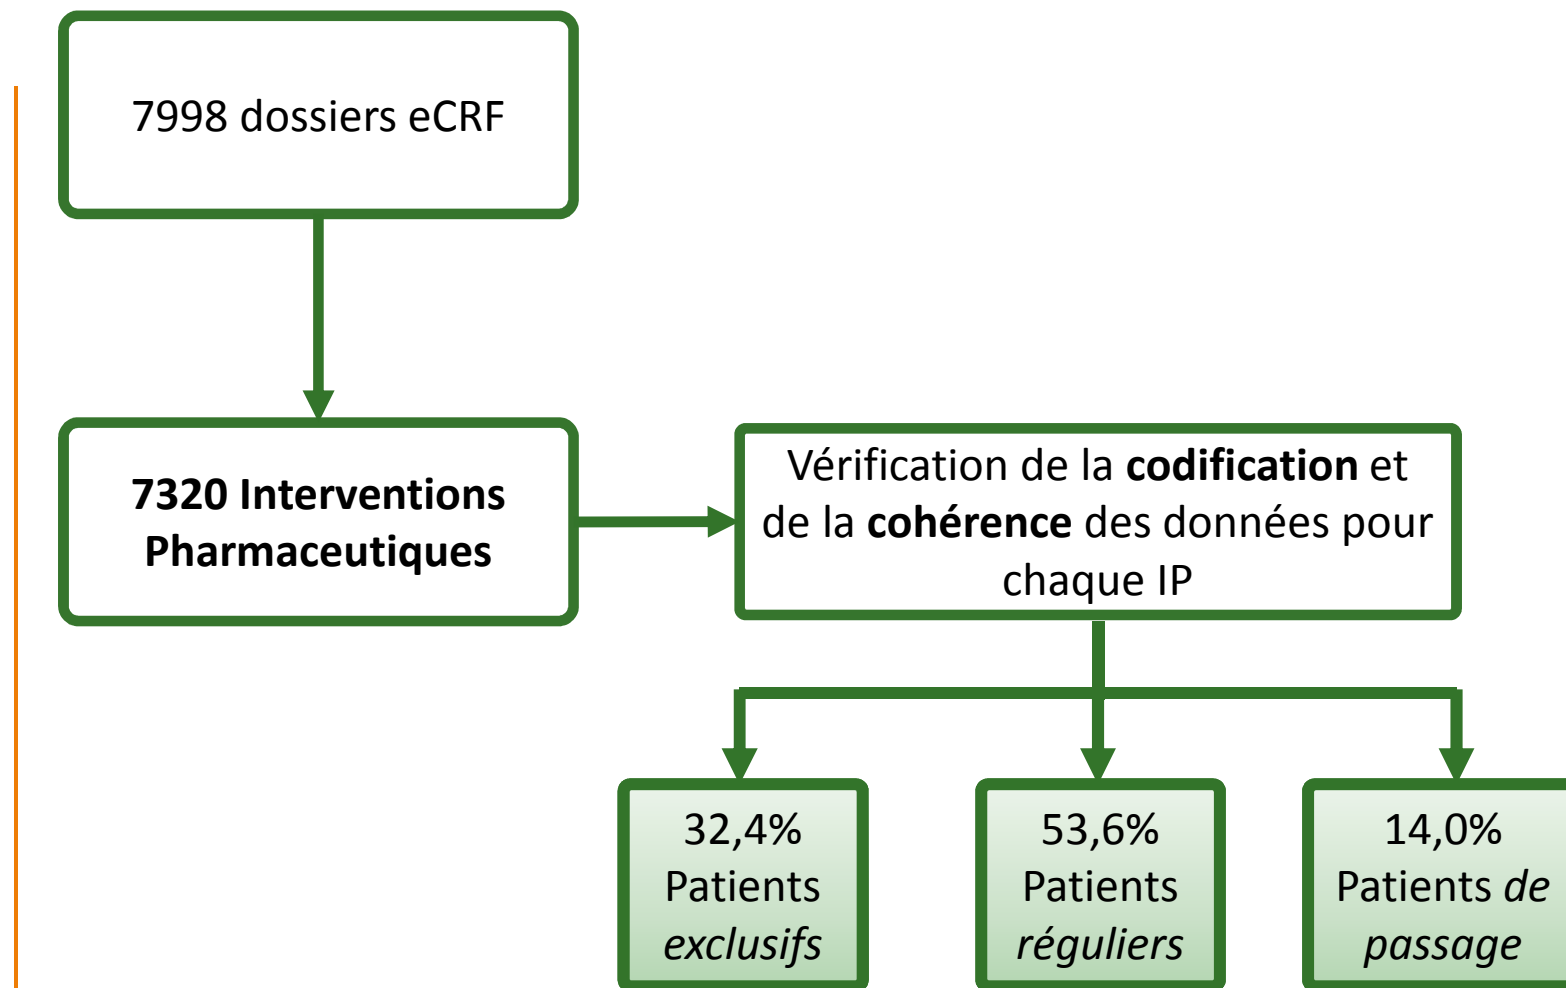 7998 dossiers eCRF
7320 Interventions
Pharmaceutiques
Vérification de la codification et
de la cohérence des données pour
chaque IP
32,4%
Patients
exclusifs
53,6%
Patients
réguliers
14,0%
Patients de
passage